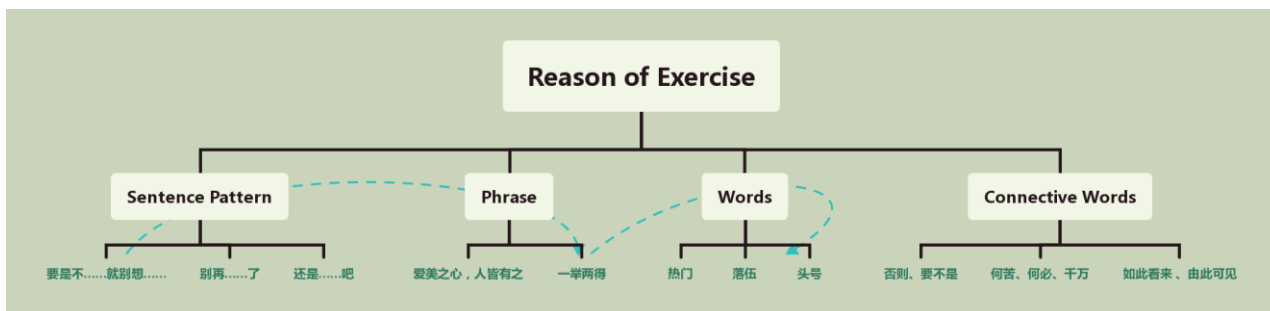 Reason of Exercise
Sentence Pattern
Phrase
Words
Connective Words
要是不……就别想……
别再……了
还是……吧
爱美之心，人皆有之
一举两得
热门
落伍
头号
否则、要不是
何苦、何必、千万
如此看来、由此可见